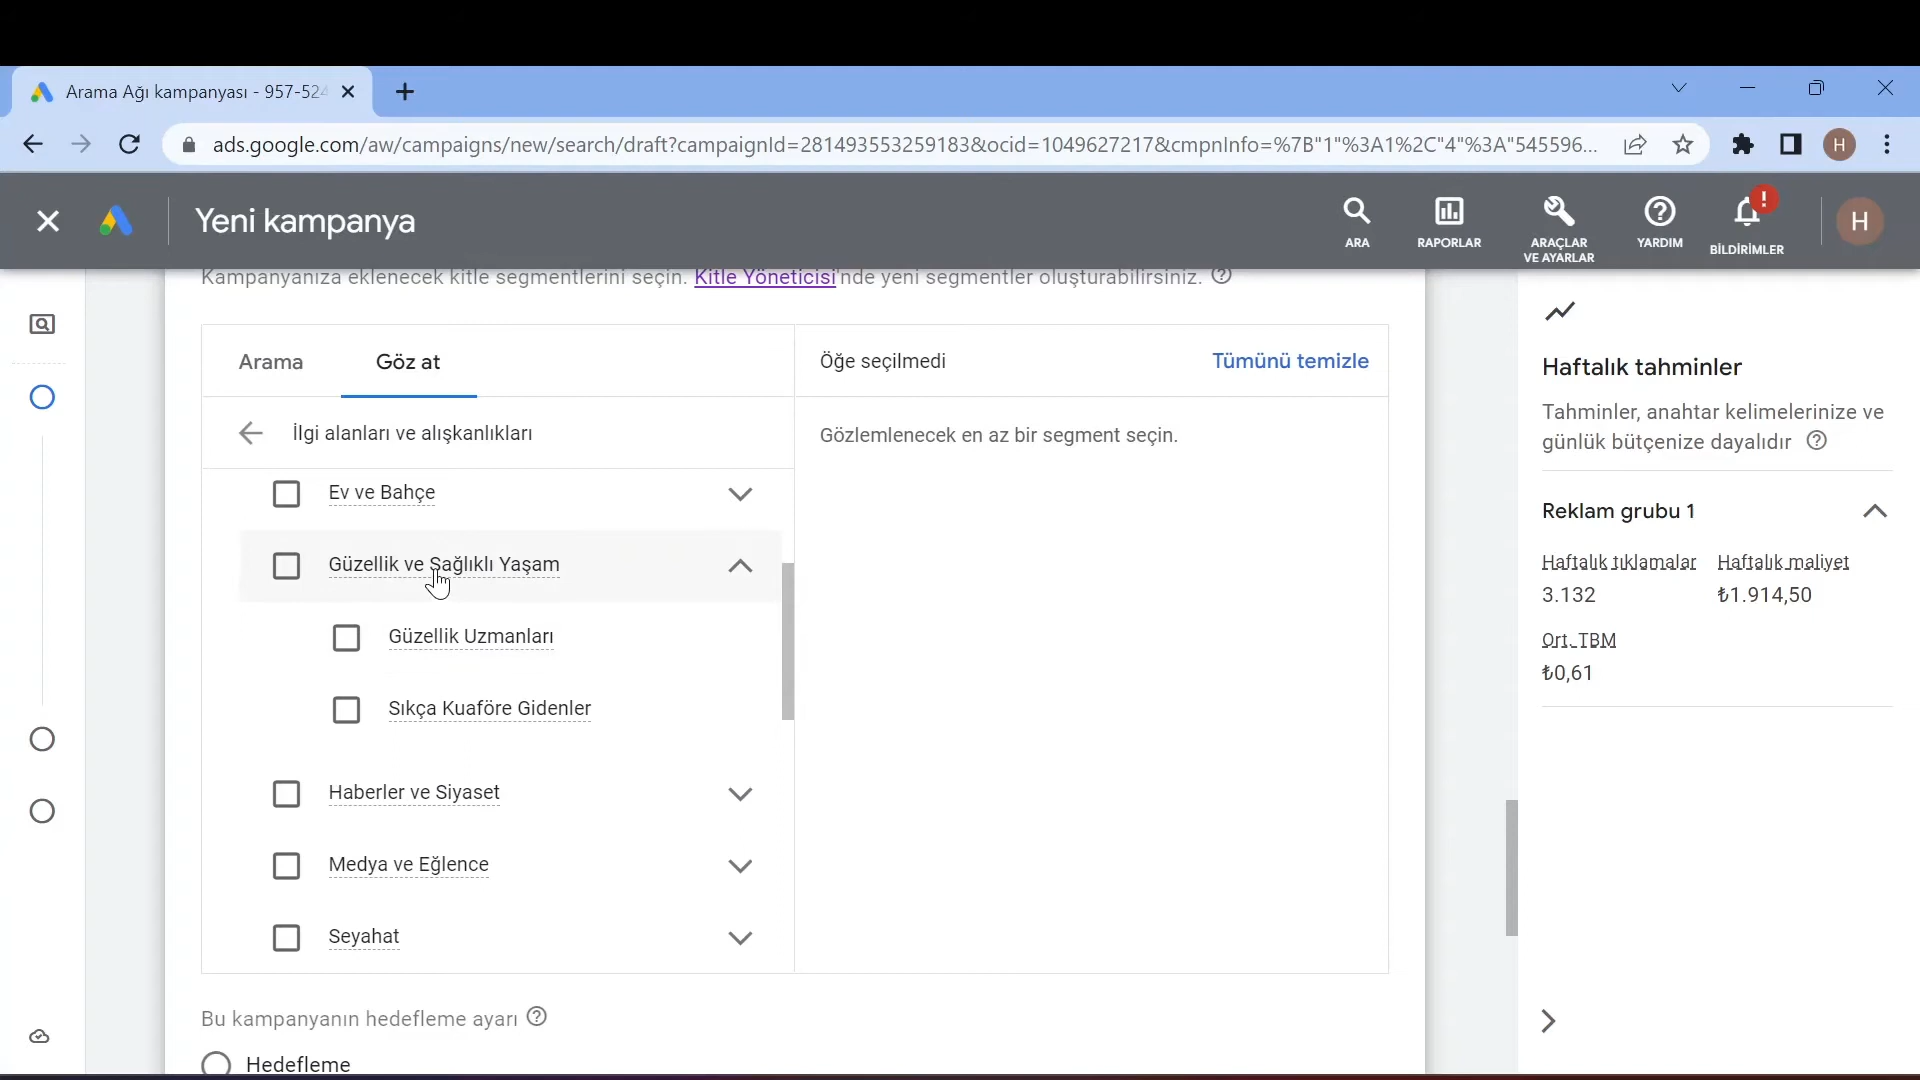 Arama Ağı kampanyası - 957-524
ads.google.com/aw/campaigns/new/search/draft?campaignId=281493553259183&ocid=1049627217&cmpnInfo=%7B"1"%3A1%2C"4"%3A"545596...
H
Yeni kampanya
ARA
RAPORLAR
ARAÇLAR
VE AYARLAR
YARDIM
!
BİLDİRİMLER
H
Kampanyanıza eklenecek kitle segmentlerini seçin. Kitle Yöneticisi'nde yeni segmentler oluşturabilirsiniz.
Arama
Göz at
Öğe seçilmedi
Tümünü temizle
İlgi alanları ve alışkanlıkları
Gözlemlenecek en az bir segment seçin.
Ev ve Bahçe
Güzellik ve Sağlıklı Yaşam
Güzellik Uzmanları
Sıkça Kuaföre Gidenler
Haberler ve Siyaset
Medya ve Eğlence
Seyahat
Bu kampanyanın hedefleme ayarı
Hedefleme
Haftalık tahminler
Tahminler, anahtar kelimelerinize ve
günlük bütçenize dayalıdır
Reklam grubu 1
Haftalık tıklamalar
Haftalık maliyet
3.132
₺1.914,50
Ort. TBM
₺0,61